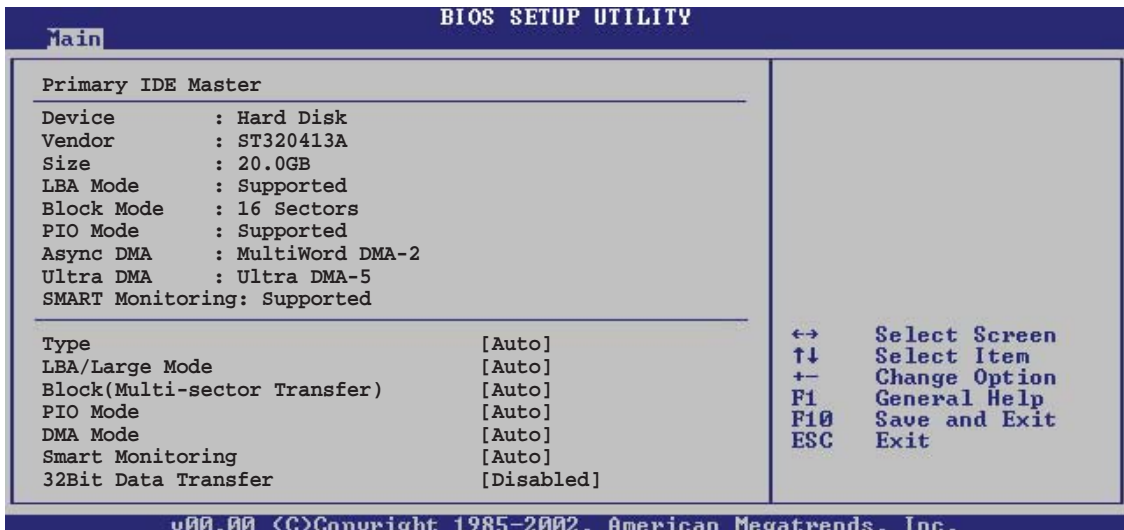 BIOS SETUP UTILITY
Main
Primary IDE Master
Device : Hard Disk
Vendor : ST320413A
Size : 20.0GB
LBA Mode : Supported
Block Mode : 16 Sectors
PIO Mode : Supported
Async DMA : MultiWord DMA-2
Ultra DMA : Ultra DMA-5
SMART Monitoring: Supported
Type [Auto]
LBA/Large Mode [Auto]
Block(Multi-sector Transfer) [Auto]
PIO Mode [Auto]
DMA Mode [Auto]
Smart Monitoring [Auto]
32Bit Data Transfer [Disabled]
←→ Select Screen
↑↓ Select Item
+- Change Option
F1 General Help
F10 Save and Exit
ESC Exit
v00.00 (C)Copyright 1985-2002, American Megatrends, Inc.